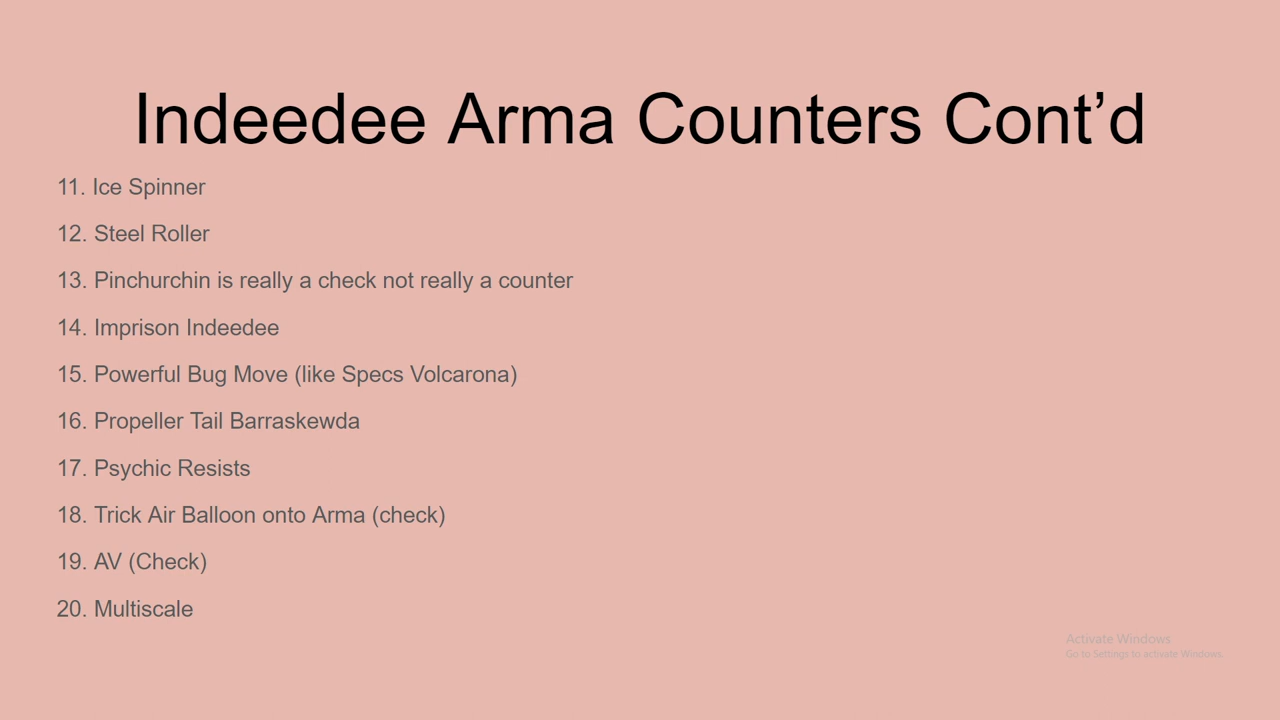 Indeedee Arma Counters Cont’d
11. Ice Spinner
12. Steel Roller
13. Pinchurchin is really a check not really a counter
14. Imprison Indeedee
15. Powerful Bug Move (like Specs Volcarona)
16. Propeller Tail Barraskewda
17. Psychic Resists
18. Trick Air Balloon onto Arma (check)
19. AV (Check)
20. Multiscale
Activate Windows
Go to Settings to activate Windows.